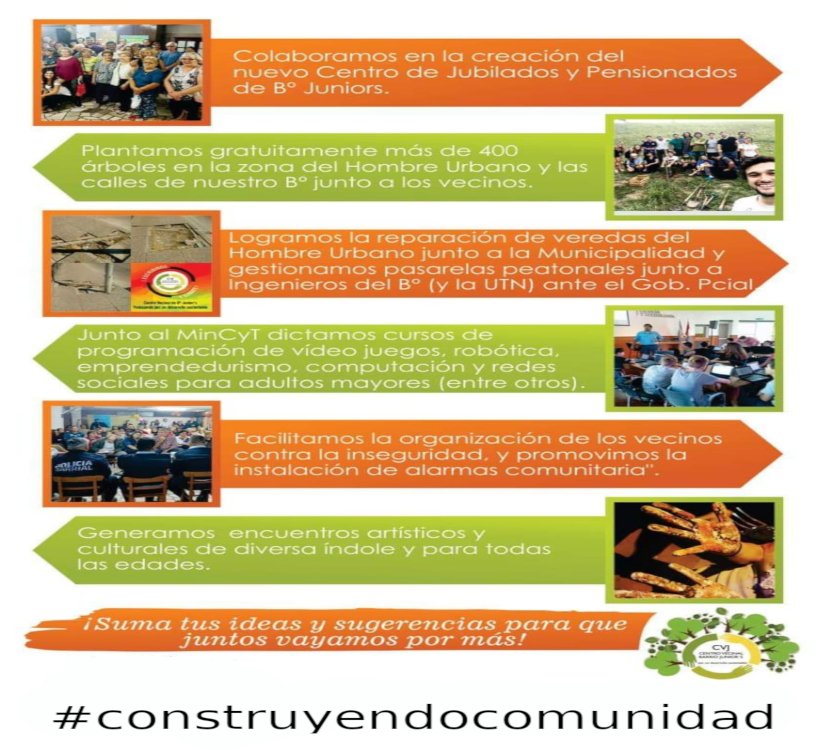 Colaboramos en la creación del
nuevo Centro de Jubilados y Pensionados
de Bº Juniors.
Plantamos gratuitamente más de 400
árboles en la zona del Hombre Urbano y las
calles de nuestro Bº junto a los vecinos.
Logramos la reparación de veredas del
Hombre Urbano junto a la Municipalidad y
gestionamos pasarelas peatonales junto a
Ingenieros del Bº (y la UTN) ante el Gob. Pcial
Junto al MinCyT dictamos cursos de
programación de vídeo juegos, robótica,
emprendedurismo, computación y redes
sociales para adultos mayores (entre otros).
POLICIA
Facilitamos la organización de los vecinos
contra la inseguridad, y promovimos la
instalación de alarmas comunitaria".
Generamos encuentros artísticos y
culturales de diversa índole y para todas
las edades.
¡Suma tus ideas y sugerencias para que
juntos vayamos por más!
CVJ
CENTRO VECINAL
#construyendocomunidad